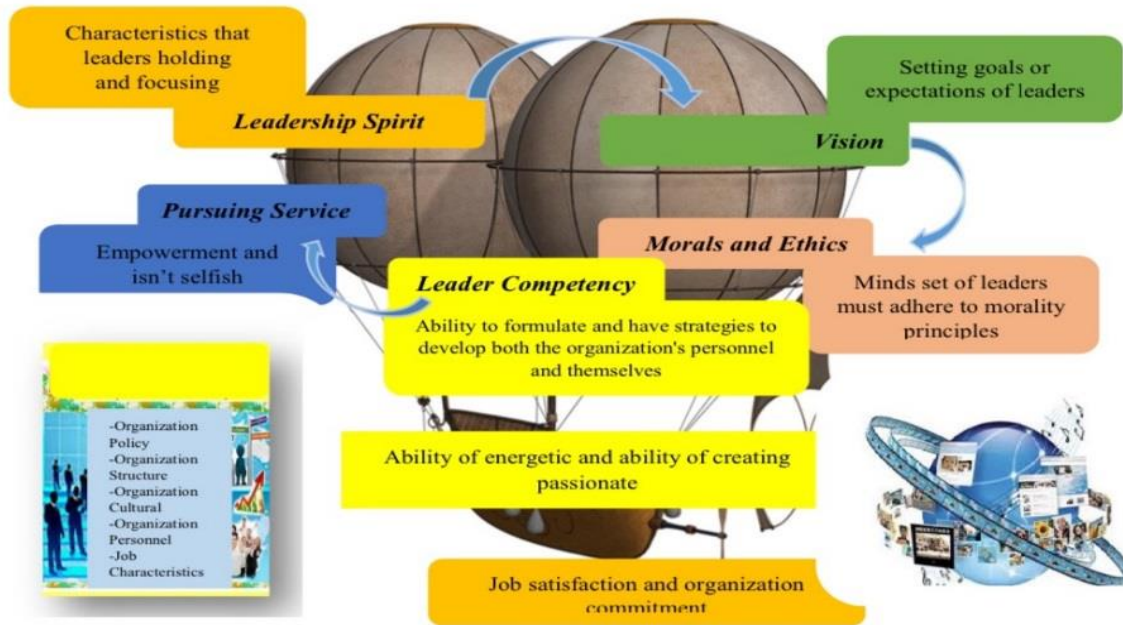 Characteristics that
leaders holding
and focusing
Leadership Spirit
Setting goals or
expectations of leaders
Vision
Pursuing Service
Empowerment and
isn't selfish
Morals and Ethics
Minds set of leaders
must adhere to morality
principles
Leader Competency
Ability to formulate and have strategies to
develop both the organization's personnel
and themselves
-Organization
Policy
-Organization
Structure
-Organization
Cultural
-Organization
Personnel
-Job
Characteristics
Ability of energetic and ability of creating
passionate
Job satisfaction and organization
commitment